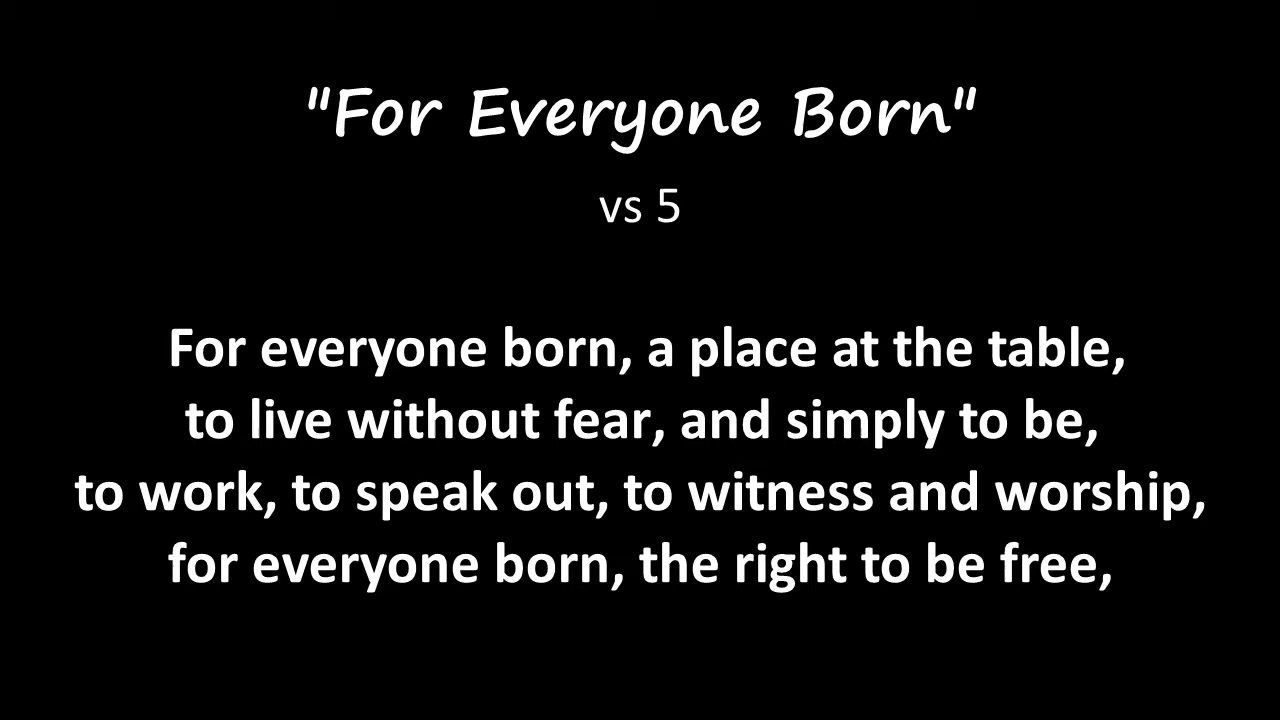 "For Everyone Born"
vs 5
For everyone born, a place at the table,
to live without fear, and simply to be,
to work, to speak out, to witness and worship,
for everyone born, the right to be free,